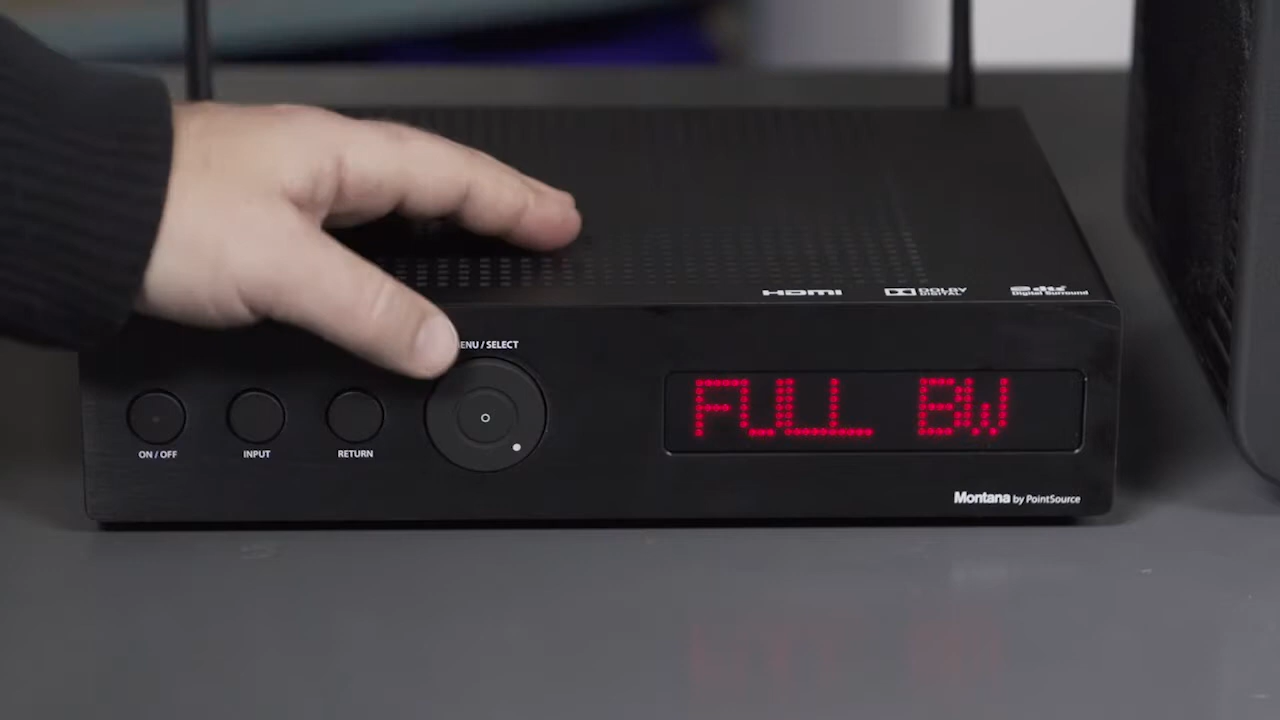 HDMI
DOLBY
DIGITAL
dts
Digital Surround
ENU / SELECT
FULL BW
ON / OFF
INPUT
RETURN
Montana by PointSource